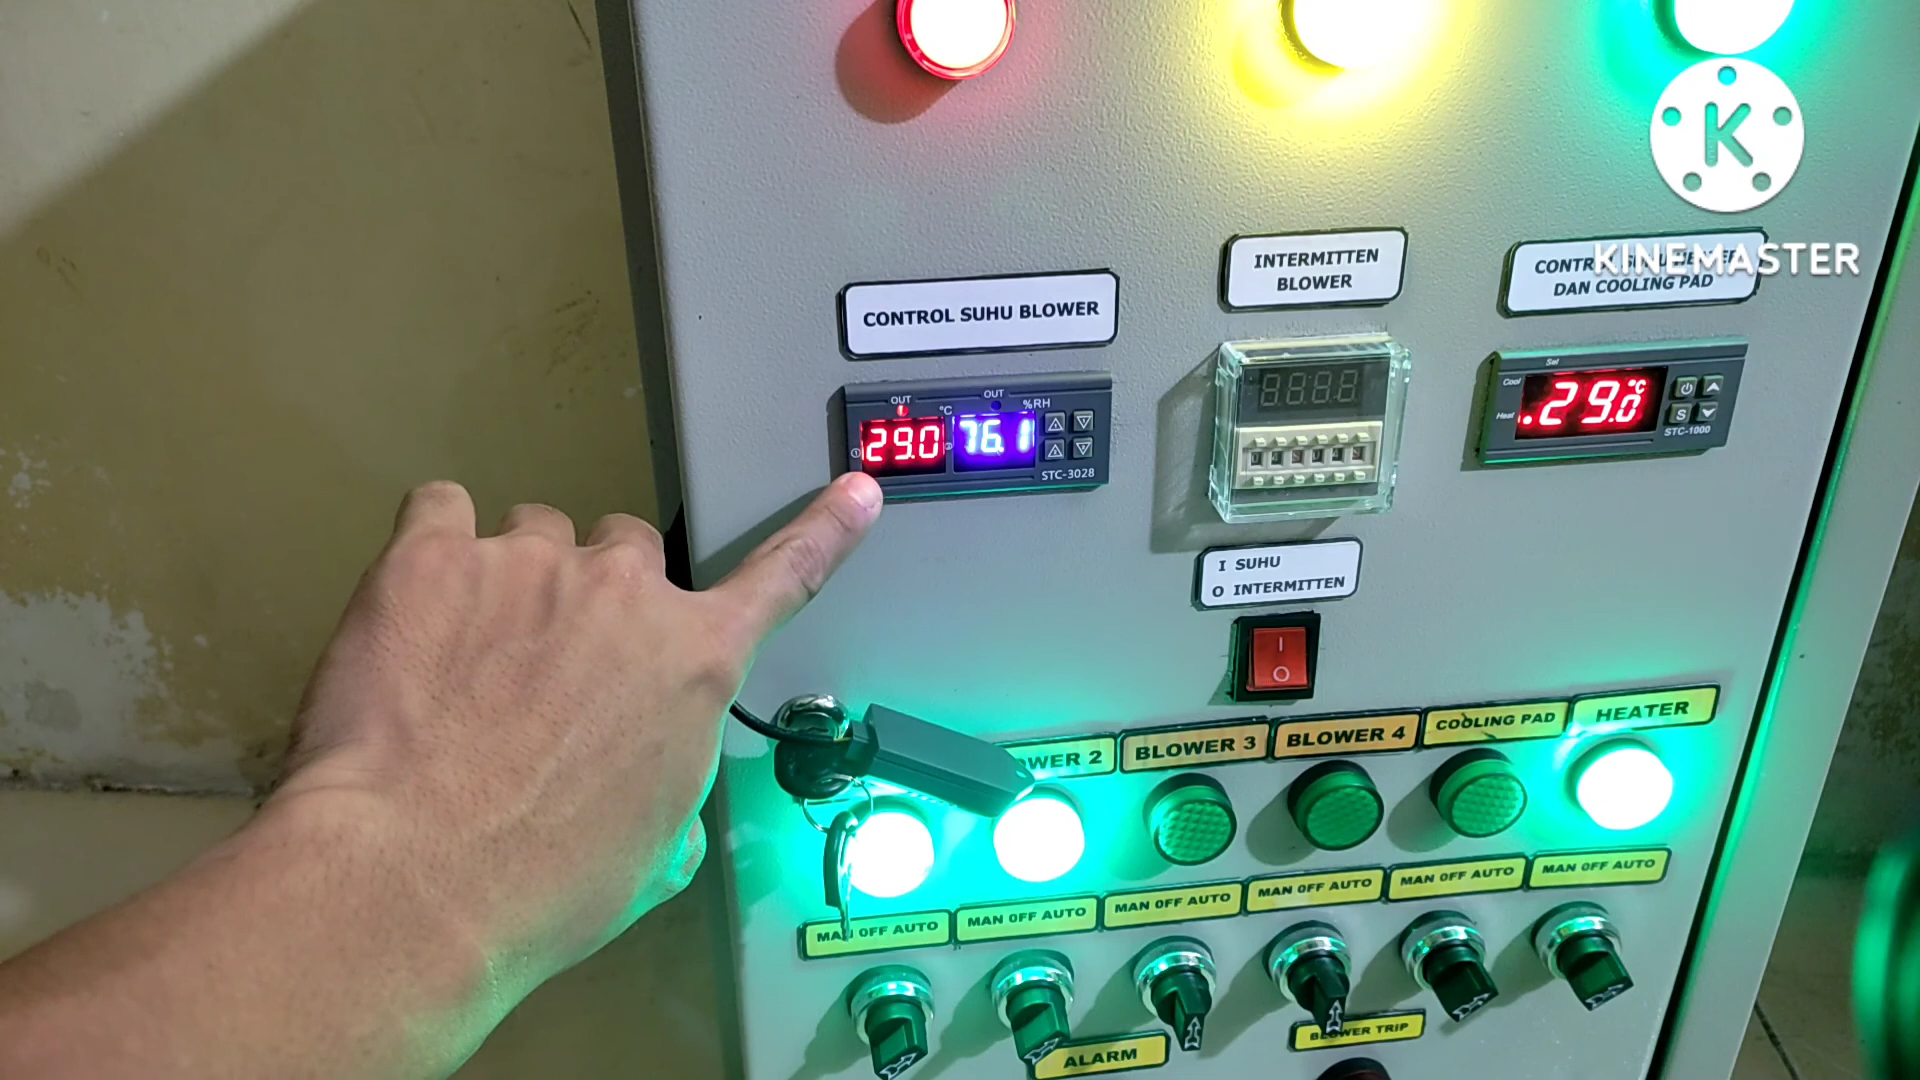 K
KINEMASTER
CONTROL SUHU BLOWER
INTERMITTEN
BLOWER
DAN COOLING PAD
OUT
OUT
°C
%RH
29.0
76.1
STC-3028
Set
Cool
Heat
.29.0
°C
S
STC-1000
I SUHU
O INTERMITTEN
I
O
BLOWER 3
BLOWER 4
COOLING PAD
HEATER
MAN OFF AUTO
MAN OFF AUTO
MAN OFF AUTO
MAN OFF AUTO
MAN OFF AUTO
MAN OFF AUTO
ALARM
BLOWER TRIP